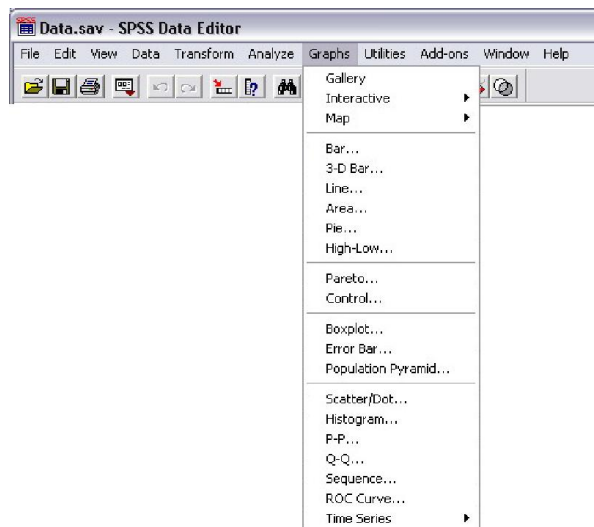 Data.sav - SPSS Data Editor
File Edit View Data Transform Analyze Graphs Utilities Add-ons Window Help
Gallery
Interactive
Map
Bar...
3-D Bar...
Line...
Area...
Pie...
High-Low...
Pareto...
Control...
Boxplot...
Error Bar...
Population Pyramid...
Scatter/Dot...
Histogram...
P-P...
Q-Q...
Sequence...
ROC Curve...
Time Series